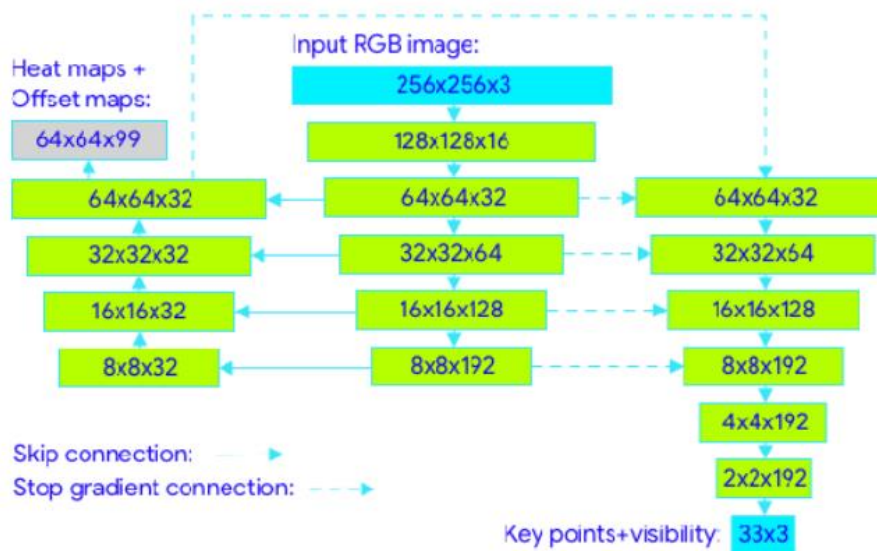 Input RGB image:
256x256x3
Heat maps +
Offset maps:
64x64x99
128x128x16
64x64x32
64x64x32
64x64x32
32x32x32
32x32x64
32x32x64
16x16x32
16x16x128
16x16x128
8x8x32
8x8x192
8x8x192
4x4x192
Skip connection:
Stop gradient connection:
2x2x192
Key points+visibility:
33x3